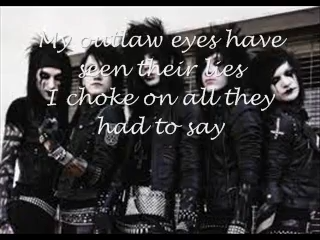 My outlaw eyes have
seen their lies
I choke on all they
had to say